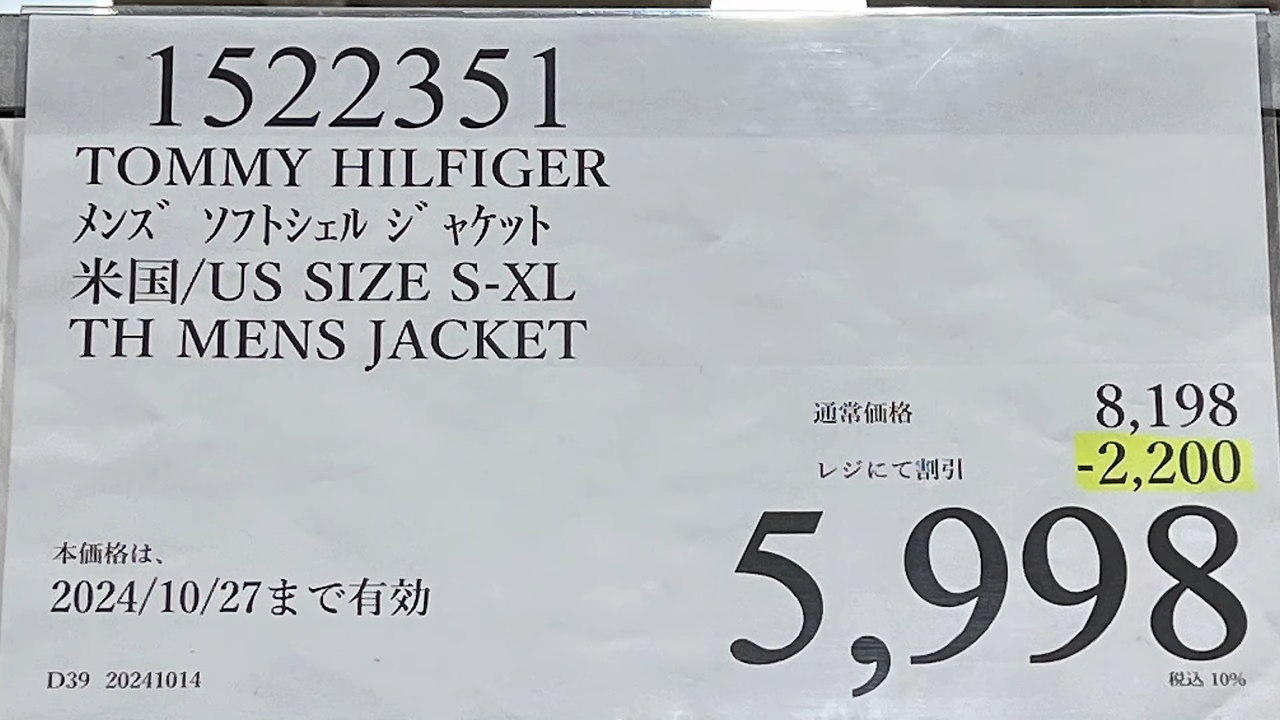 1522351
TOMMY HILFIGER
メンズ ソフトシェル ジャケット
米国/US SIZE S-XL
TH MENS JACKET
通常価格 8,198
レジにて割引 -2,200
5,998
本価格は、
2024/10/27まで有効
D39 20241014
税込 10%